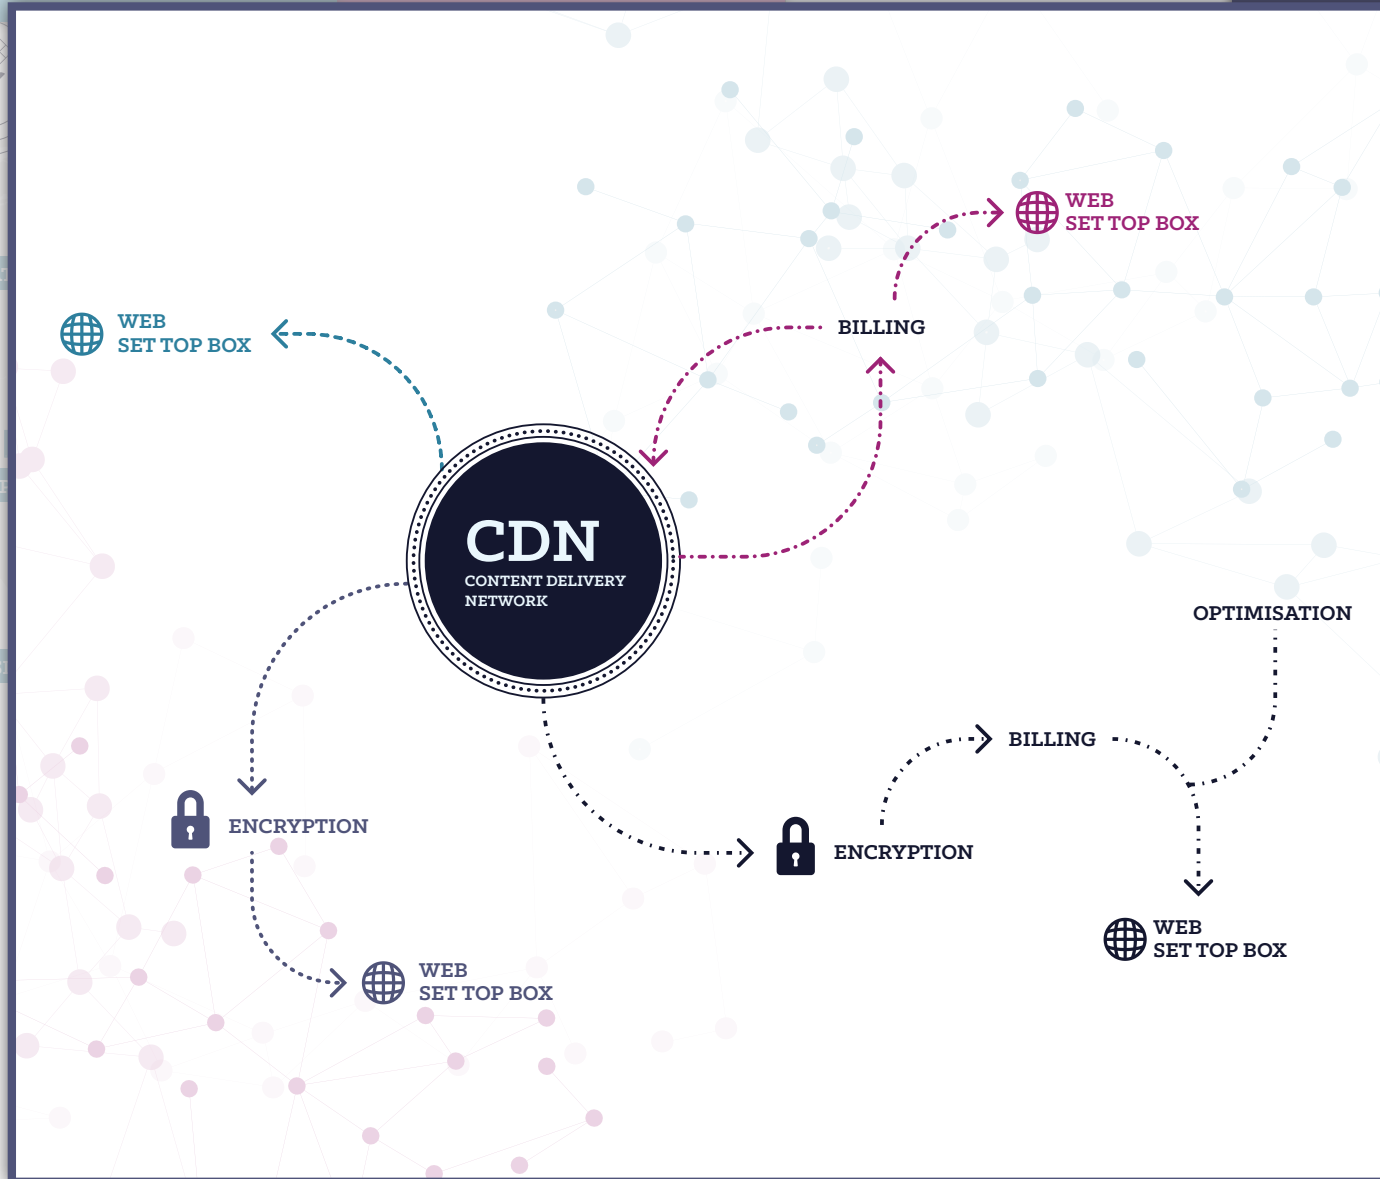 WEB
SET TOP BOX
WEB
SET TOP BOX
BILLING
CDN
CONTENT DELIVERY
NETWORK
OPTIMISATION
BILLING
ENCRYPTION
ENCRYPTION
WEB
SET TOP BOX
WEB
SET TOP BOX